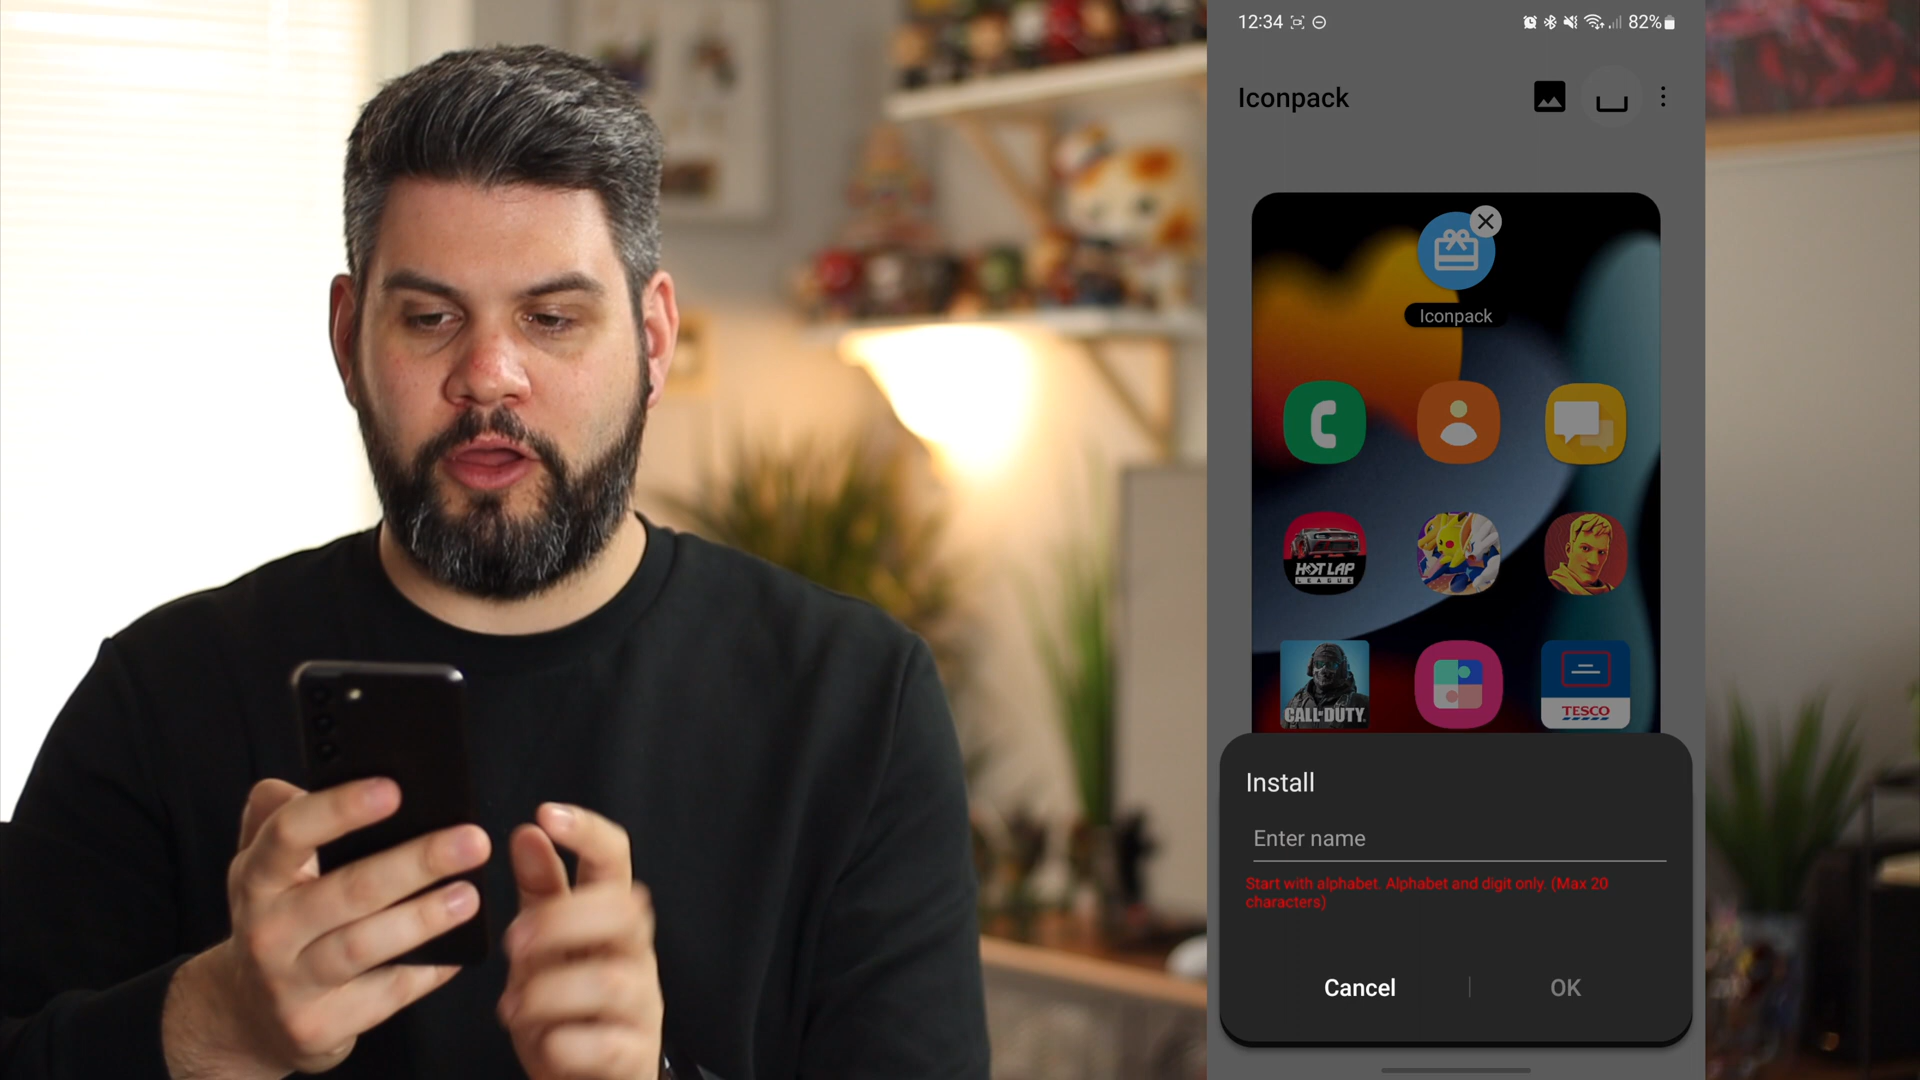 12:34
82%
Iconpack
Iconpack
HOT LAP
LEAGUE
CALL OF DUTY
TESCO
Install
Enter name
Start with alphabet. Alphabet and digit only. (Max 20
characters)
Cancel
OK